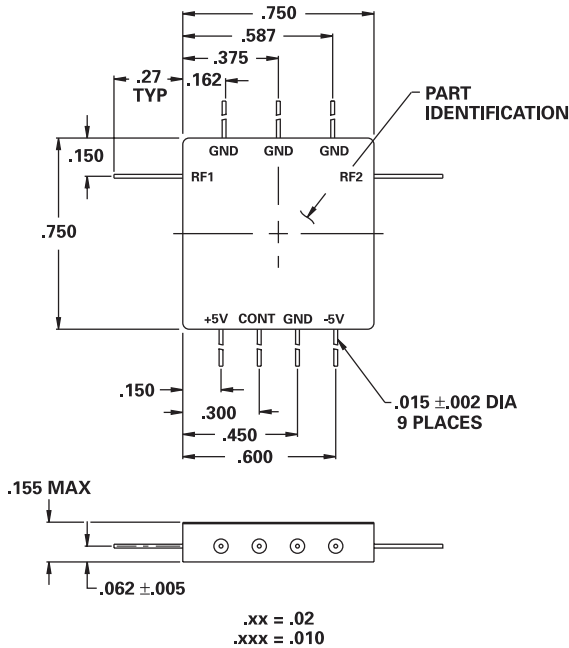 .750
.587
.375
.27
TYP
.162
PART
IDENTIFICATION
GND GND GND
.150
RF1 RF2
.750
+5V CONT GND -5V
.150
.300
.450
.600
.015 ±.002 DIA
9 PLACES
.155 MAX
.062 ±.005
.xx = .02
.xxx = .010